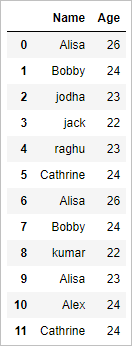 Name Age
0 Alisa 26
1 Bobby 24
2 jodha 23
3 jack 22
4 raghu 23
5 Cathrine 24
6 Alisa 26
7 Bobby 24
8 kumar 22
9 Alisa 23
10 Alex 24
11 Cathrine 24